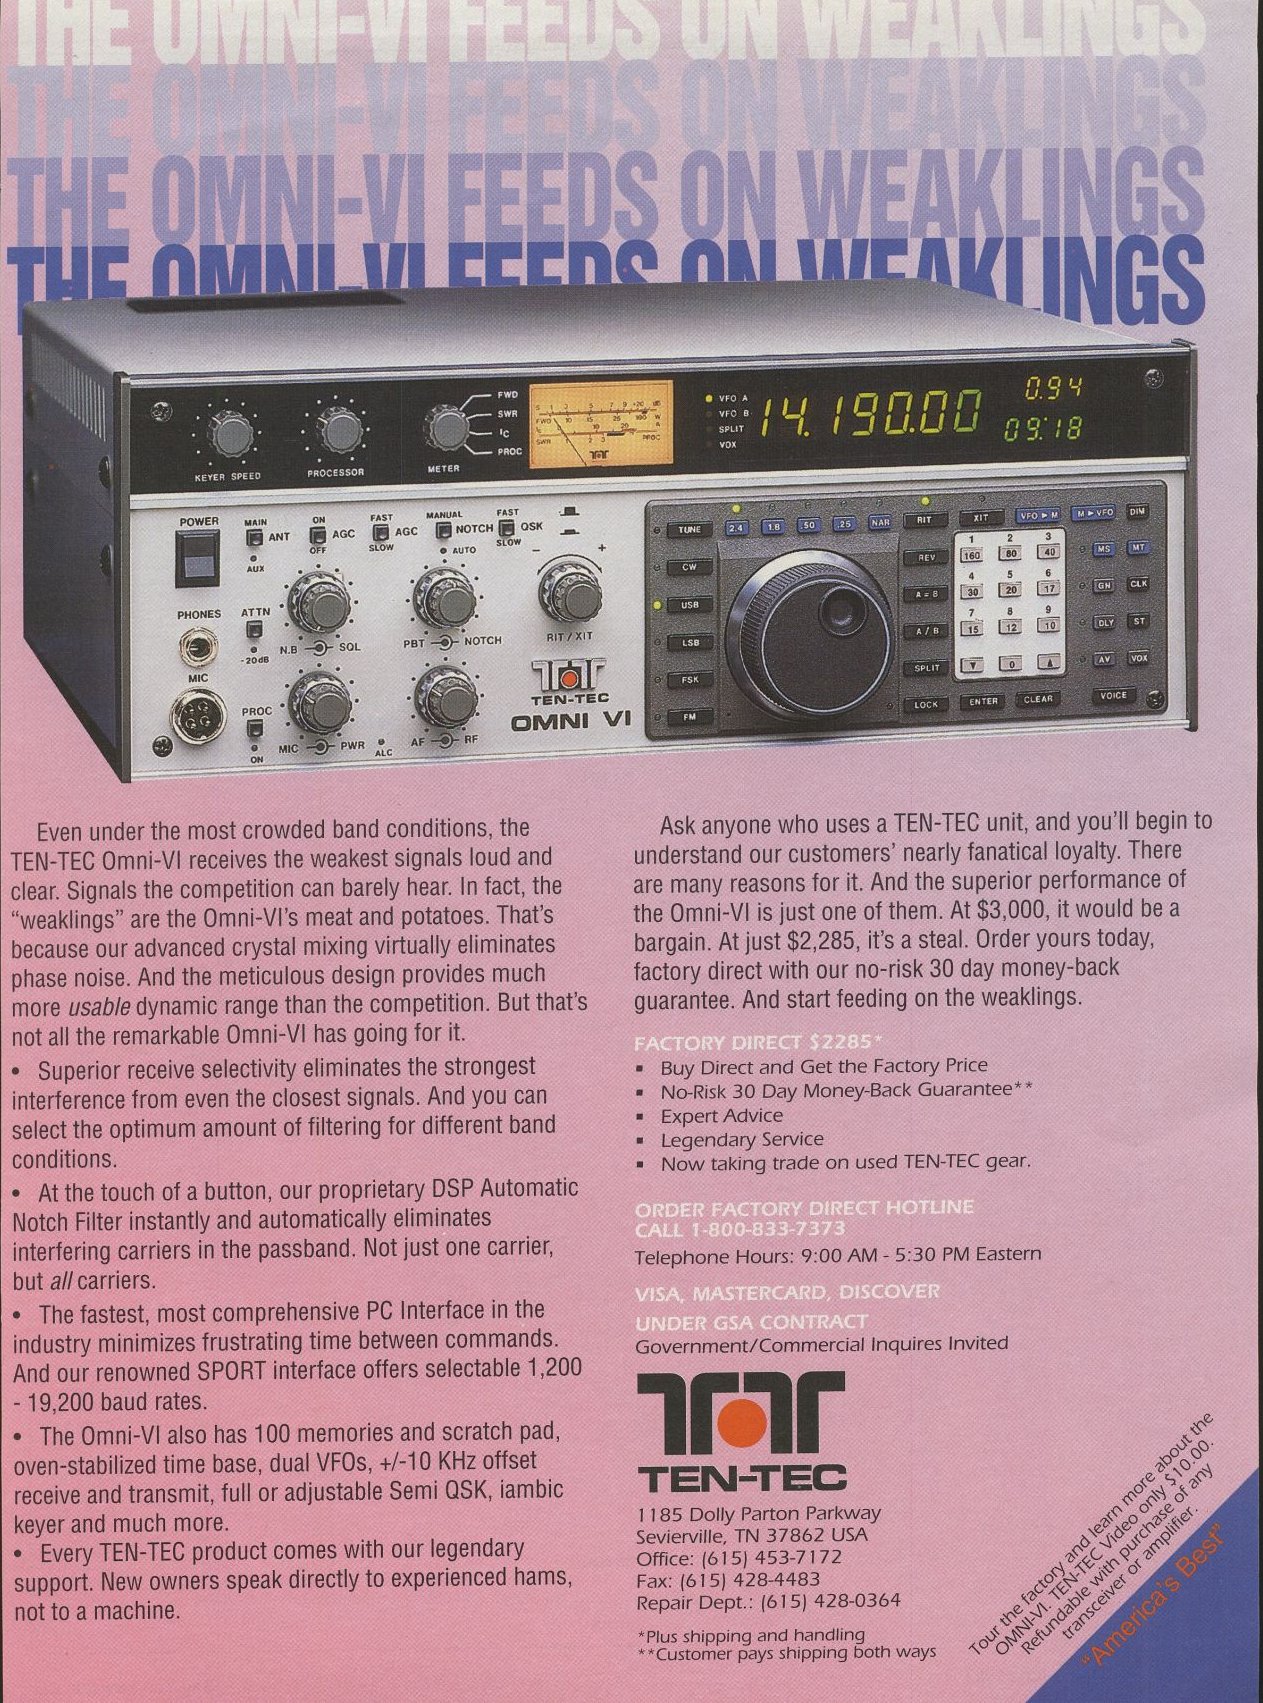 THE OMNI-VI FEEDS ON WEAKLINGS
THE OMNI-VI FEEDS ON WEAKLINGS
THE OMNI-VI FEEDS ON WEAKLINGS
THE OMNI-VI FEEDS ON WEAKLINGS
KEYER SPEED
PROCESSOR
METER
FWD
SWR
Ic
PROC
VFO A
VFO B
SPLIT
VOX
14.190.00
0.94
09:18
POWER
MAIN
ANT
AUX
ON
AGC
OFF
FAST
AGC
SLOW
MANUAL
NOTCH
AUTO
FAST
QSK
SLOW
PHONES
ATTN
-20dB
N.B
SQL
PBT
NOTCH
RIT / XIT
MIC
PROC
ON
MIC
PWR
ALC
AF
RF
TEN-TEC
OMNI VI
TUNE
CW
USB
LSB
FSK
FM
2.4
1.8
.50
.25
NAR
RIT
XIT
VFO ► M
M ► VFO
DIM
REV
A = B
A / B
SPLIT
LOCK
1 2 3
160 80 40
4 5 6
30 20 17
7 8 9
15 12 10
▼ 0 ▲
ENTER
CLEAR
MS
MT
GN
CLK
DLY
ST
AV
VOX
VOICE
Even under the most crowded band conditions, the
TEN-TEC Omni-VI receives the weakest signals loud and
clear. Signals the competition can barely hear. In fact, the
“weaklings” are the Omni-VI’s meat and potatoes. That’s
because our advanced crystal mixing virtually eliminates
phase noise. And the meticulous design provides much
more usable dynamic range than the competition. But that’s
not all the remarkable Omni-VI has going for it.
• Superior receive selectivity eliminates the strongest
interference from even the closest signals. And you can
select the optimum amount of filtering for different band
conditions.
• At the touch of a button, our proprietary DSP Automatic
Notch Filter instantly and automatically eliminates
interfering carriers in the passband. Not just one carrier,
but all carriers.
• The fastest, most comprehensive PC Interface in the
industry minimizes frustrating time between commands.
And our renowned SPORT interface offers selectable 1,200
- 19,200 baud rates.
• The Omni-VI also has 100 memories and scratch pad,
oven-stabilized time base, dual VFOs, +/-10 KHz offset
receive and transmit, full or adjustable Semi QSK, iambic
keyer and much more.
• Every TEN-TEC product comes with our legendary
support. New owners speak directly to experienced hams,
not to a machine.
Ask anyone who uses a TEN-TEC unit, and you’ll begin to
understand our customers’ nearly fanatical loyalty. There
are many reasons for it. And the superior performance of
the Omni-VI is just one of them. At $3,000, it would be a
bargain. At just $2,285, it’s a steal. Order yours today,
factory direct with our no-risk 30 day money-back
guarantee. And start feeding on the weaklings.
FACTORY DIRECT $2285*
▪ Buy Direct and Get the Factory Price
▪ No-Risk 30 Day Money-Back Guarantee**
▪ Expert Advice
▪ Legendary Service
▪ Now taking trade on used TEN-TEC gear.
ORDER FACTORY DIRECT HOTLINE
CALL 1-800-833-7373
Telephone Hours: 9:00 AM - 5:30 PM Eastern
VISA, MASTERCARD, DISCOVER
UNDER GSA CONTRACT
Government/Commercial Inquires Invited
TEN-TEC
1185 Dolly Parton Parkway
Sevierville, TN 37862 USA
Office: (615) 453-7172
Fax: (615) 428-4483
Repair Dept.: (615) 428-0364
*Plus shipping and handling
**Customer pays shipping both ways
Tour the factory and learn more about the
OMNI-VI. TEN-TEC Video only $10.00.
Refundable with purchase of any
transceiver or amplifier.
“America’s Best”